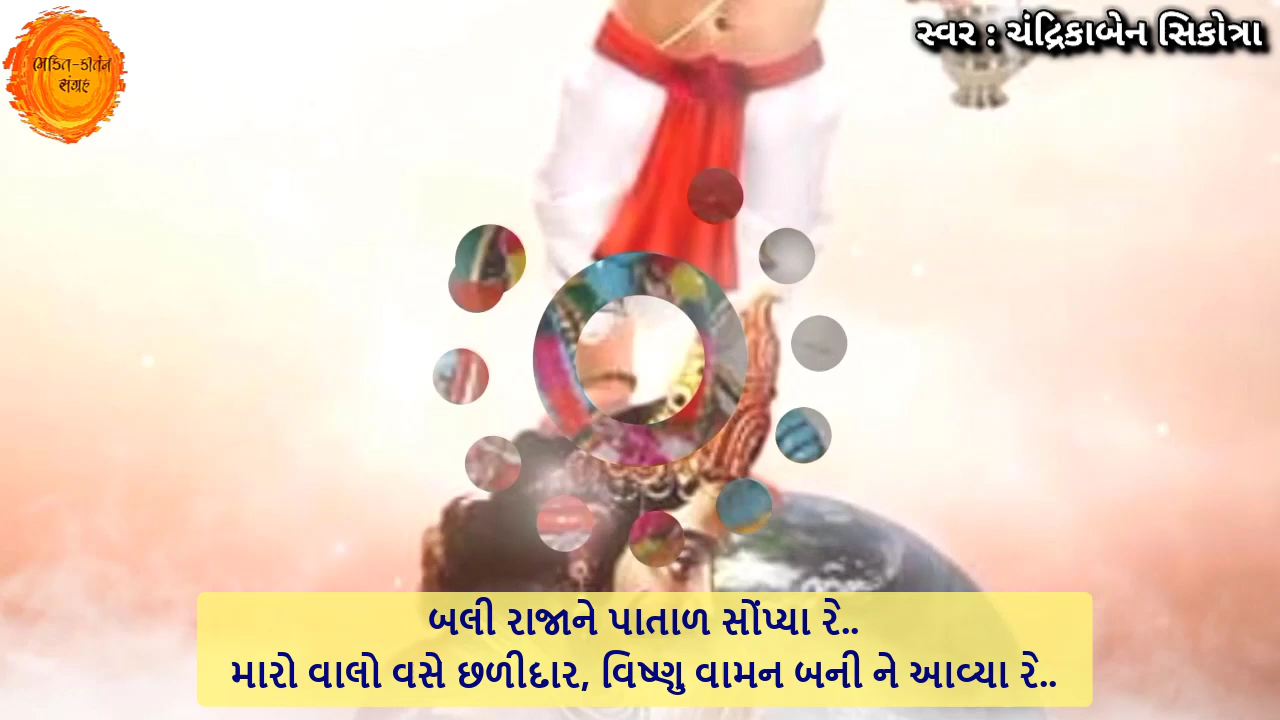 ભક્તિ-કીર્તન
સંગ્રહ
સ્વર : ચંદ્રિકાબેન સિકોત્રા
બલી રાજાને પાતાળ સોંપ્યા રે..
મારો વાલો વસે છળીદાર, વિષ્ણુ વામન બની ને આવ્યા રે..